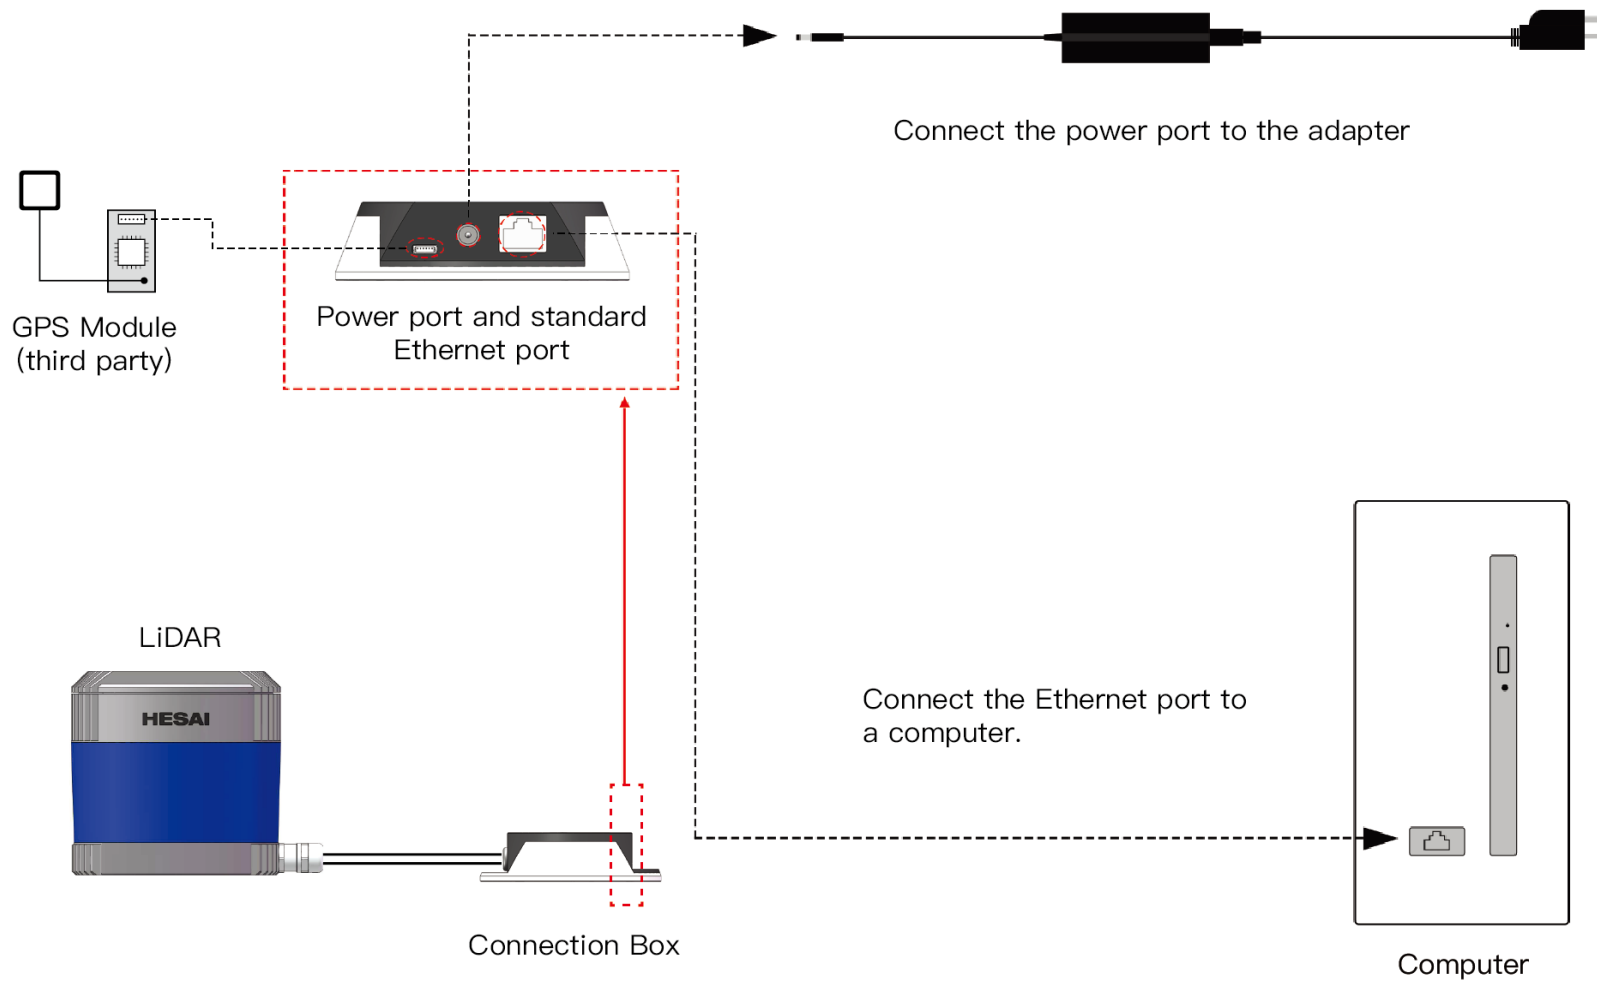 Connect the power port to the adapter
Power port and standard
Ethernet port
GPS Module
(third party)
LiDAR
HESAI
Connect the Ethernet port to
a computer.
Connection Box
Computer